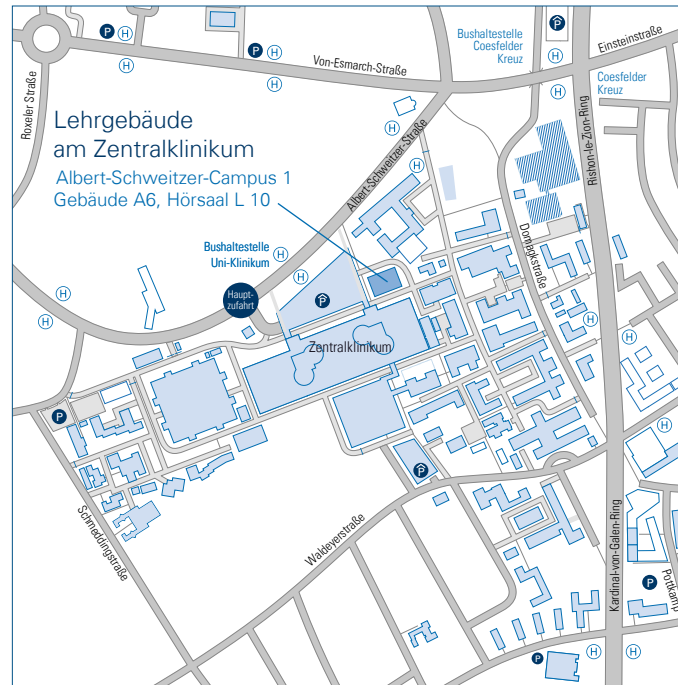 P
H
H
P
H
H
Von-Esmarch-Straße
Roxeler Straße
Bushaltestelle
Coesfelder
Kreuz
P
H
H
Einsteinstraße
Coesfelder
Kreuz
Rishon-le-Zion-Ring
Lehrgebäude
am Zentralklinikum
Albert-Schweitzer-Campus 1
Gebäude A6, Hörsaal L 10
Albert-Schweitzer-Straße
H
H
Domagkstraße
Bushaltestelle
Uni-Klinikum
H
H
Haupt-
zufahrt
P
H
H
Zentralklinikum
H
H
P
P
H
Schmeddingstraße
Waldeyerstraße
Kardinal-von-Galen-Ring
P
Pottkamp
P
H
H